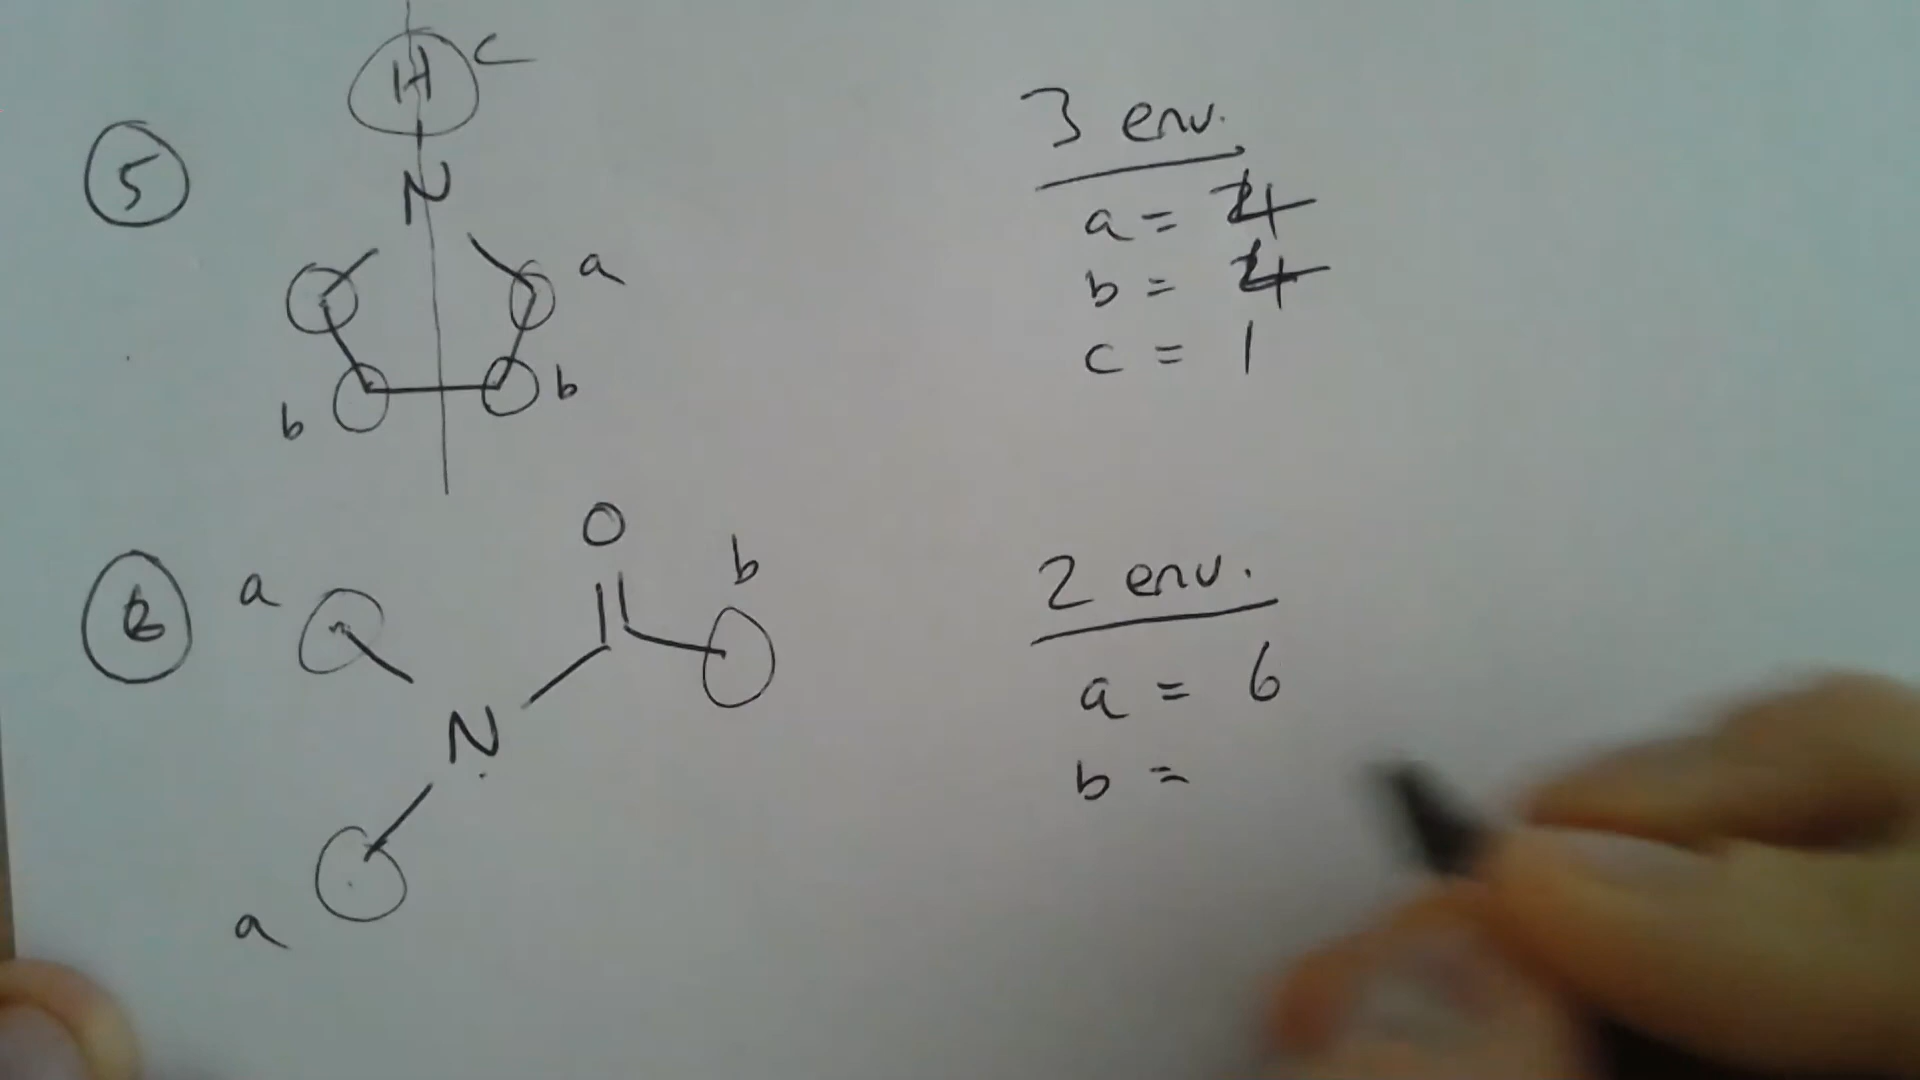 H c
5
N
a
b b
3 env.
a = 4
b = 4
c = 1
O
b
6 a
N
a
2 env.
a = 6
b =